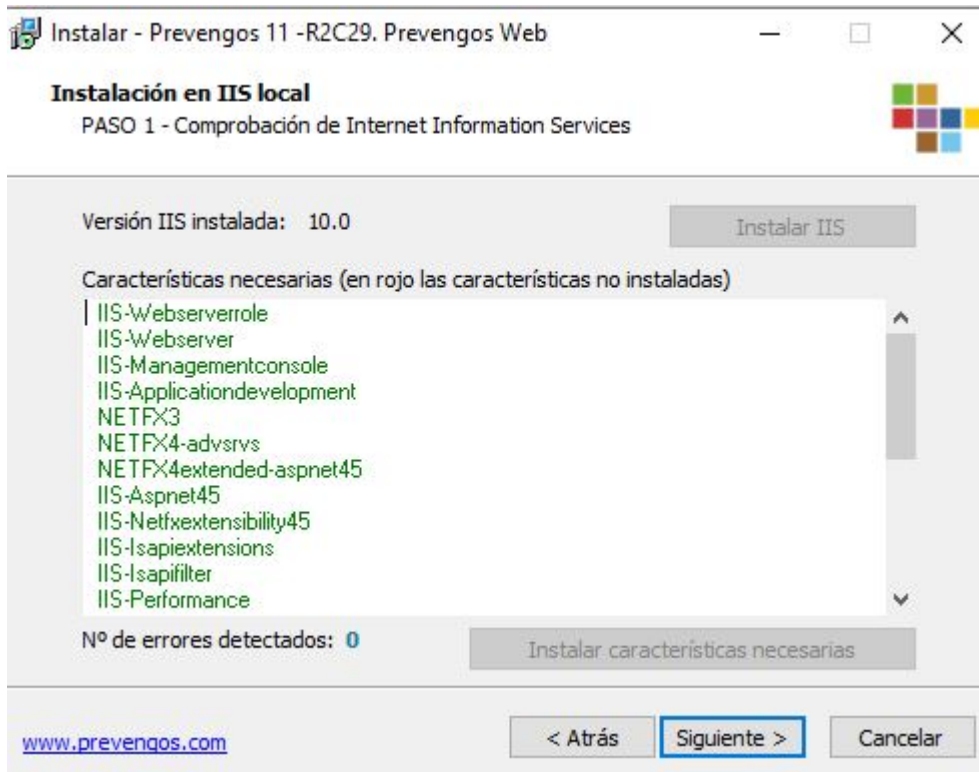 Instalar - Prevengos 11 -R2C29. Prevengos Web
Instalación en IIS local
PASO 1 - Comprobación de Internet Information Services
Versión IIS instalada: 10.0
Instalar IIS
Características necesarias (en rojo las características no instaladas)
IIS-Webserverrole
IIS-Webserver
IIS-Managementconsole
IIS-Applicationdevelopment
NETFX3
NETFX4-advsrvs
NETFX4extended-aspnet45
IIS-Aspnet45
IIS-Netfxextensibility45
IIS-Isapiextensions
IIS-Isapifilter
IIS-Performance
Nº de errores detectados: 0
Instalar características necesarias
www.prevengos.com
< Atrás
Siguiente >
Cancelar